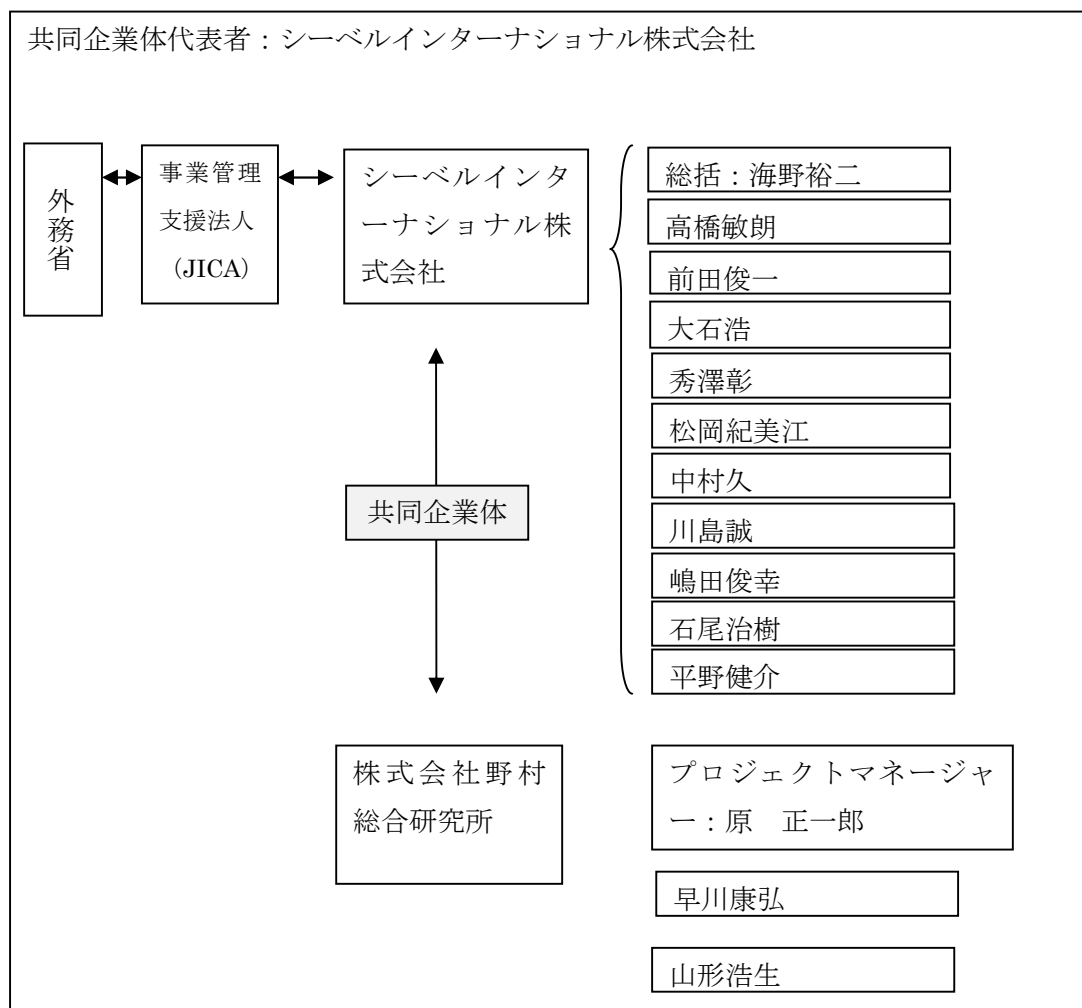 共同企業体代表者：シーベルインターナショナル株式会社
外務省
事業管理
支援法人
（JICA）
シーベルインタ
ーナショナル株
式会社
総括：海野裕二
高橋敏朗
前田俊一
大石浩
秀澤彰
松岡紀美江
中村久
川島誠
嶋田俊幸
石尾治樹
平野健介
共同企業体
株式会社野村
総合研究所
プロジェクトマネージャ
ー：原　正一郎
早川康弘
山形浩生